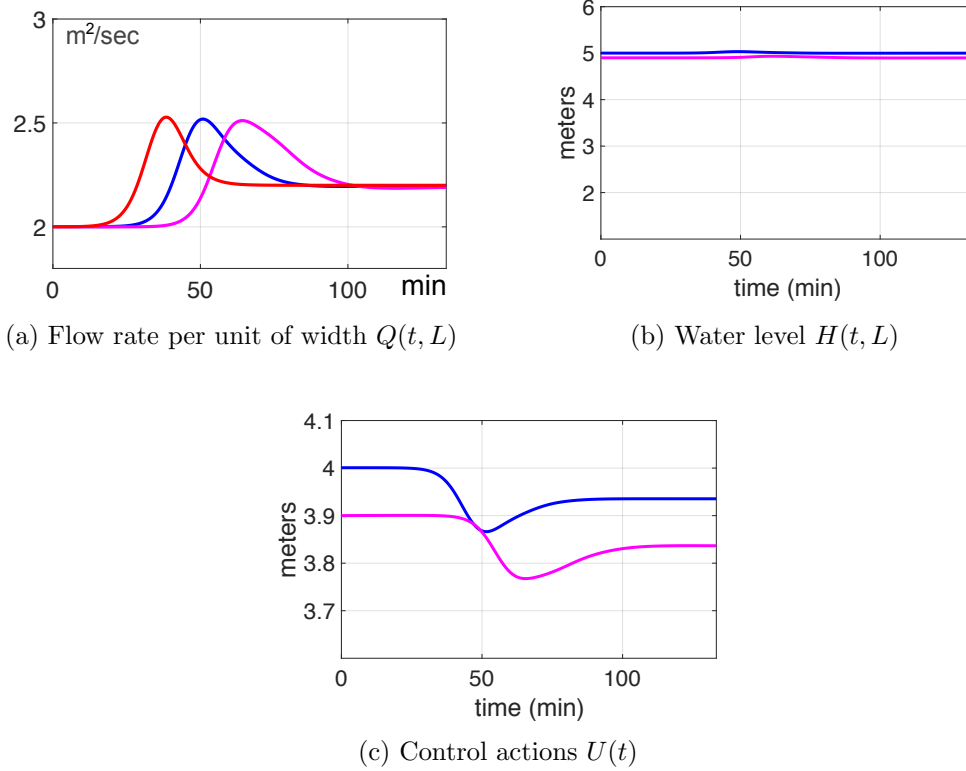 3
m²/sec
2.5
2
0
50
100
min
(a) Flow rate per unit of width Q(t, L)
6
5
4
3
2
meters
0
50
100
time (min)
(b) Water level H(t, L)
4.1
4
3.9
3.8
3.7
meters
0
50
100
time (min)
(c) Control actions U(t)